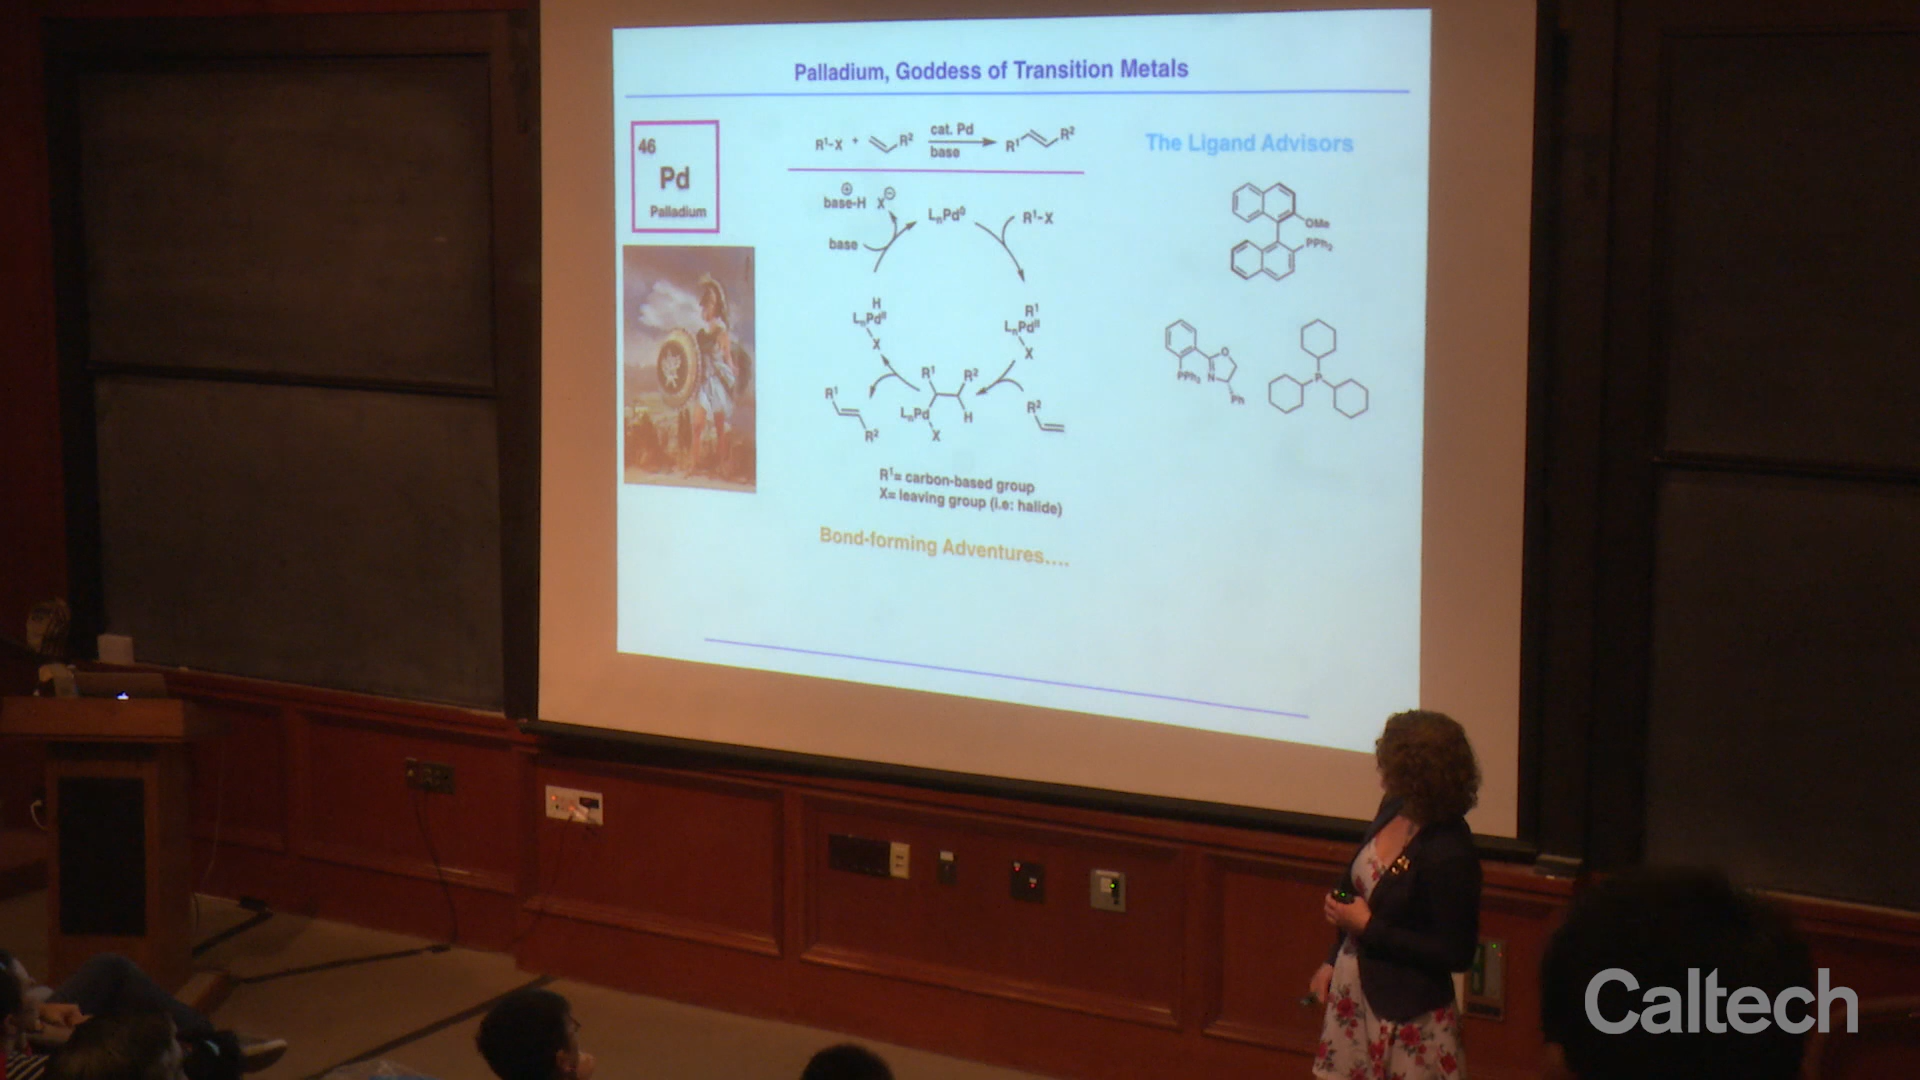 Palladium, Goddess of Transition Metals
46
Pd
Palladium
R¹-X + R²
cat. Pd
base
R¹ R²
The Ligand Advisors
⊕ ⊖
base-H X
LₙPd⁰
R¹-X
base
H
LₙPdᴵᴵ
X
R¹
LₙPdᴵᴵ
X
R¹ R²
LₙPd H
X
R¹
R²
R²
R¹= carbon-based group
X= leaving group (i.e: halide)
Bond-forming Adventures....
OMe
PPh₂
O
PPh₂ N
Ph
P
Caltech